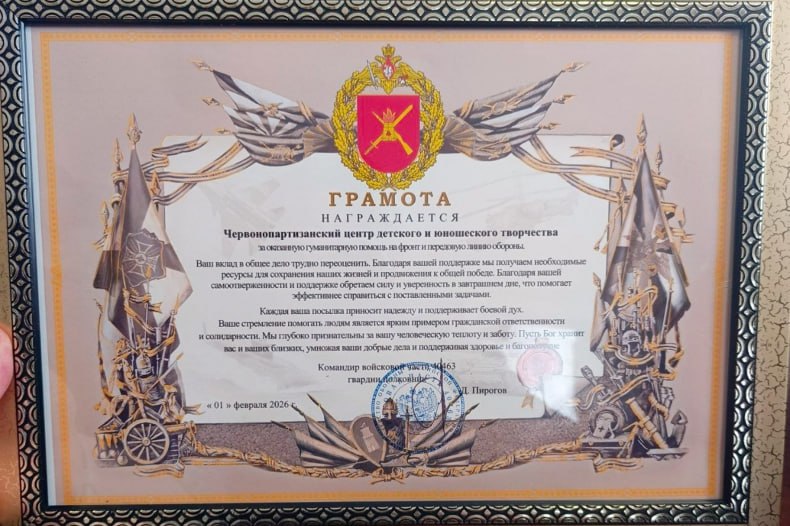 ГРАМОТА
НАГРАЖДАЕТСЯ
Червонопартизанский центр детского и юношеского творчества
за оказанную гуманитарную помощь на фронт и передовую линию обороны.
Ваш вклад в общее дело трудно переоценить. Благодаря вашей поддержке мы получаем необходимые
ресурсы для сохранения наших жизней и продвижения к общей победе. Благодаря вашей
самоотверженности и поддержке обретаем силу и уверенность в завтрашнем дне, что помогает
эффективнее справиться с поставленными задачами.
Каждая ваша посылка приносит надежду и поддерживает боевой дух.
Ваше стремление помогать людям является ярким примером гражданской ответственности
и солидарности. Мы глубоко признательны за вашу человеческую теплоту и заботу. Пусть Бог хранит
вас и ваших близких, умножая ваши добрые дела и поддерживая здоровье и благополучие
Командир войсковой части 40463
гвардии полковник
Д. Пирогов
« 01 » февраля 2026 г.